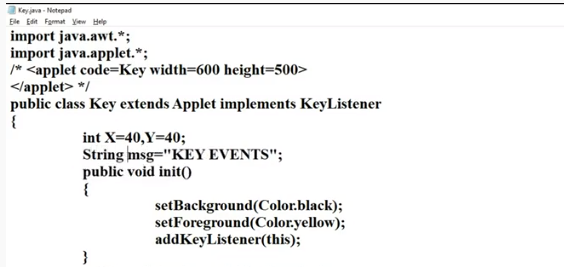 Key.java - Notepad
File Edit Format View Help
import java.awt.*;
import java.applet.*;
/* <applet code=Key width=600 height=500>
</applet> */
public class Key extends Applet implements KeyListener
{
int X=40,Y=40;
String msg="KEY EVENTS";
public void init()
{
setBackground(Color.black);
setForeground(Color.yellow);
addKeyListener(this);
}